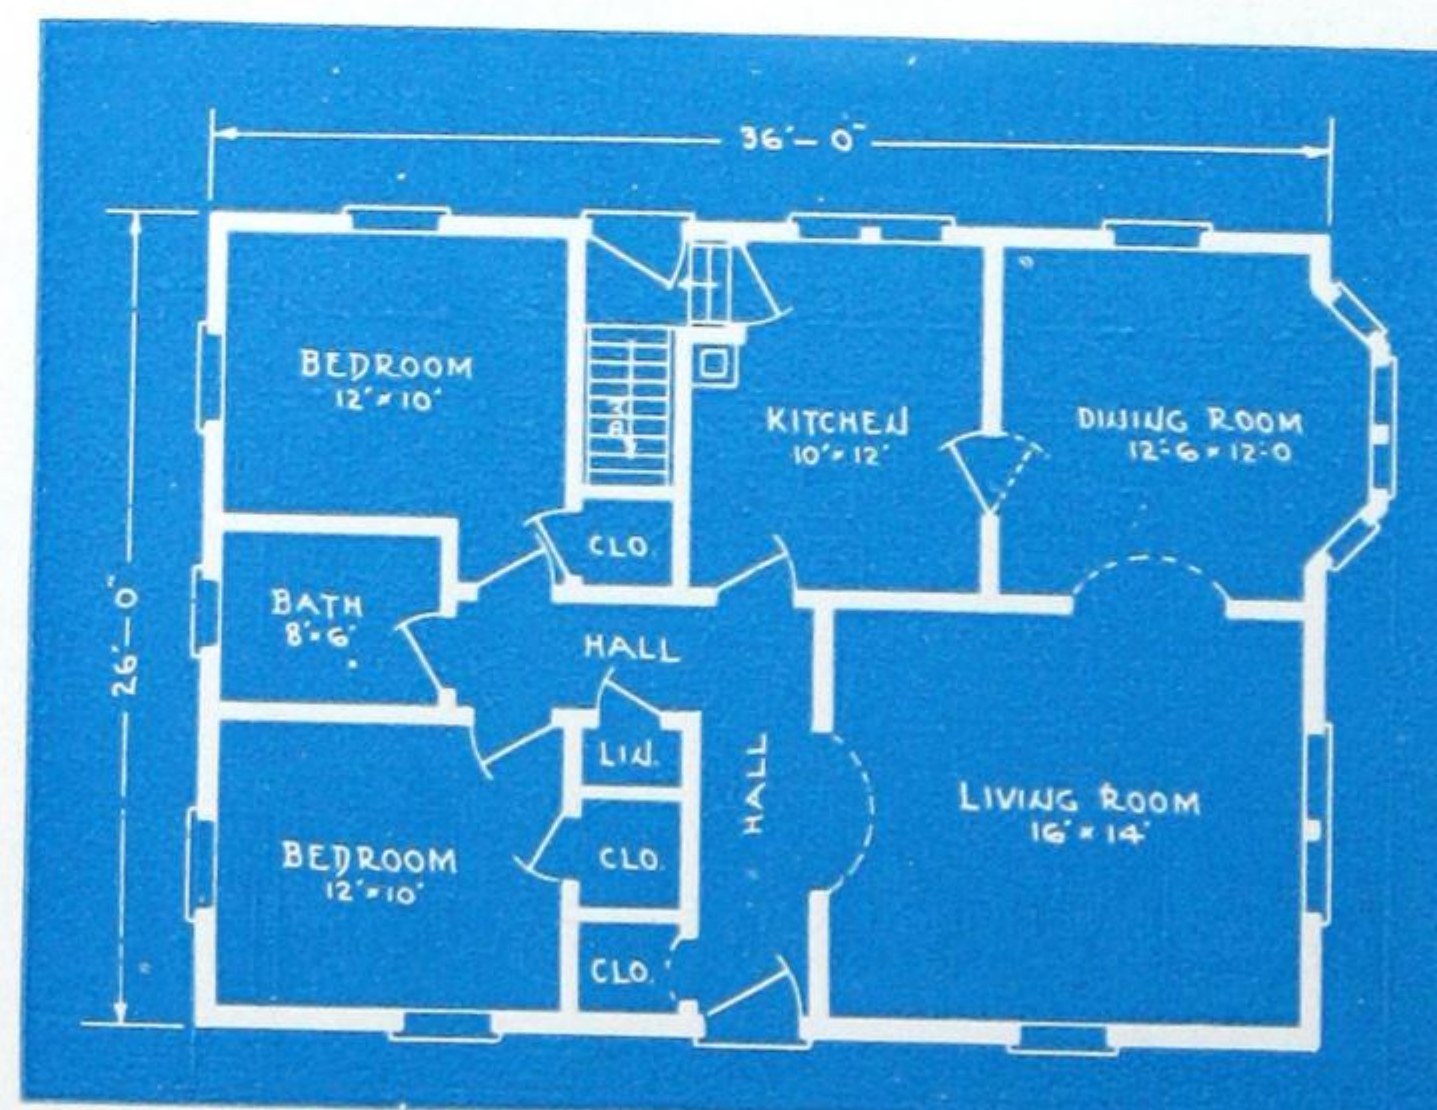 36'-0"
26'-0"
BEDROOM
12'×10'
KITCHEN
10'×12'
DINING ROOM
12'-6×12'-0
CLO
BATH
8'×6'
HALL
LIN.
HALL
LIVING ROOM
16'×14'
BEDROOM
12'×10'
CLO.
CLO.